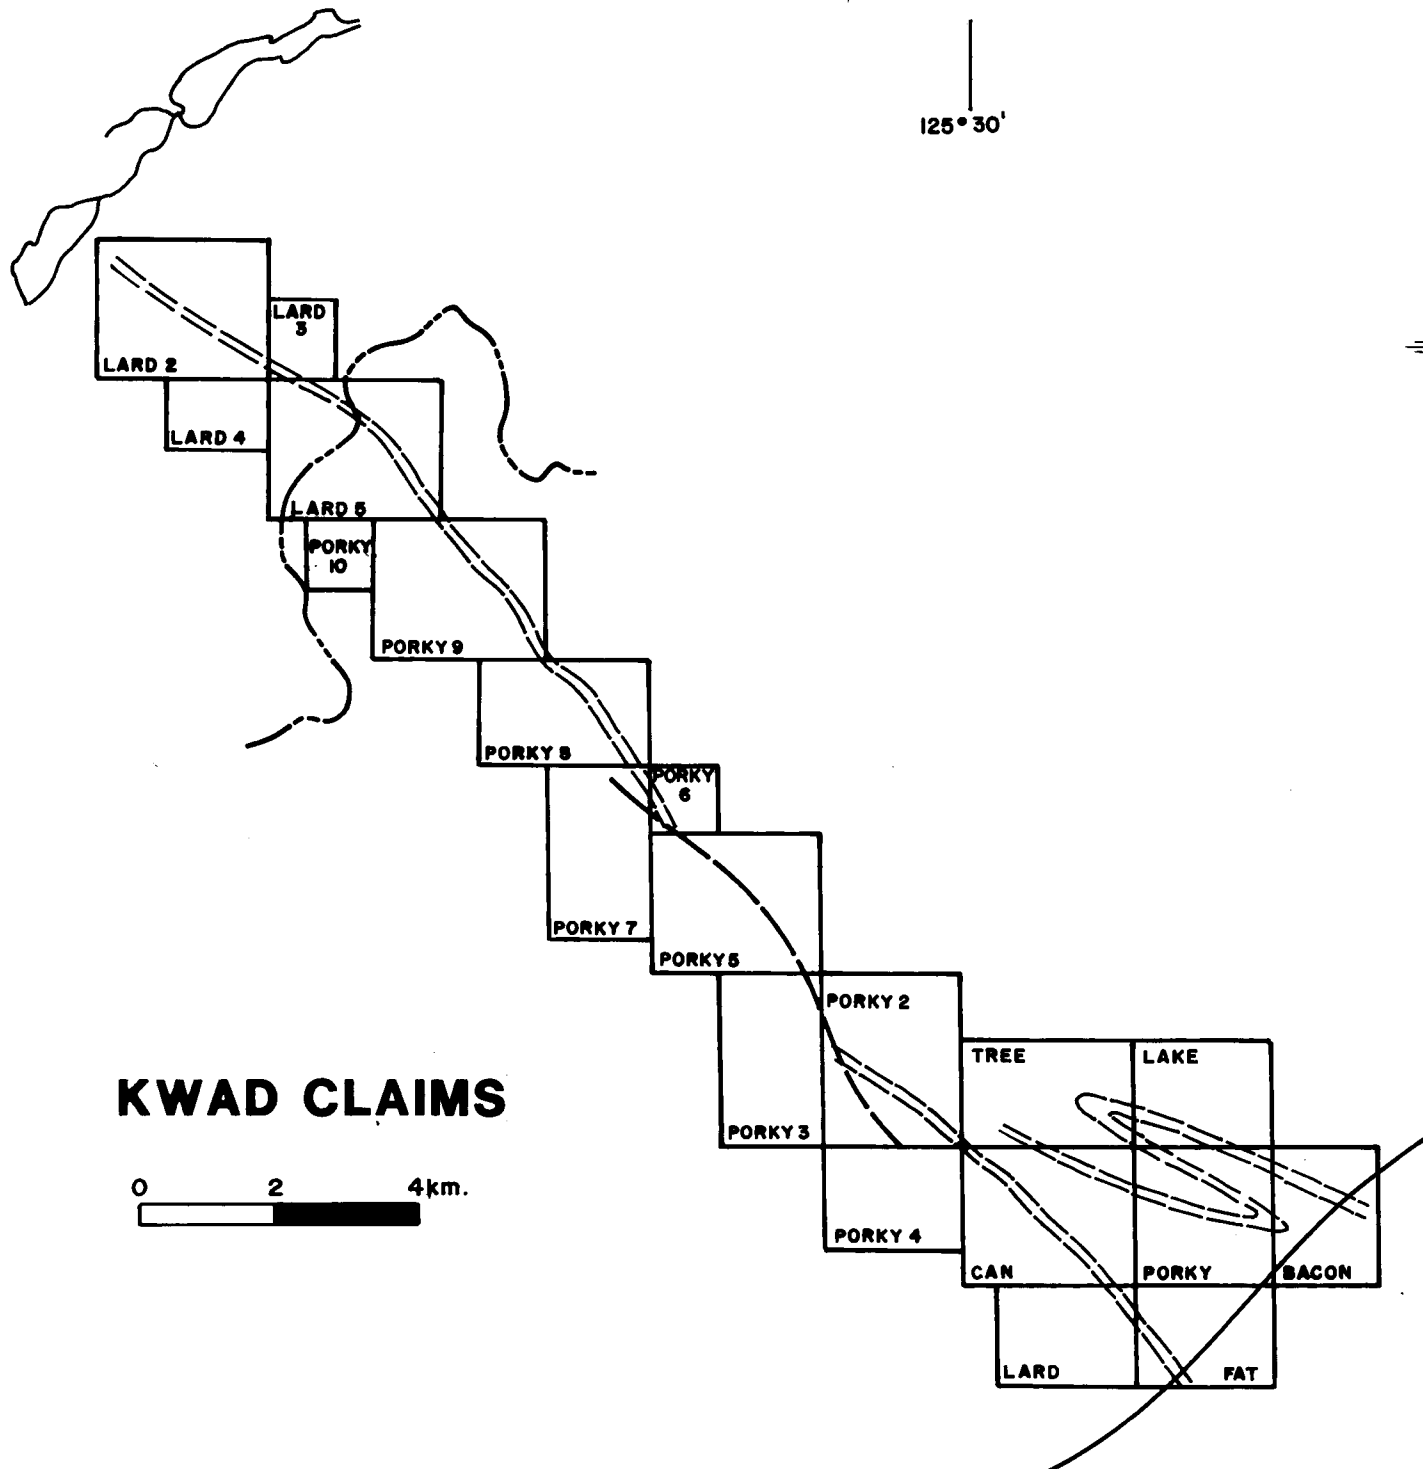 125° 30'
LARD
3
LARD 2
LARD 4
LARD 5
PORKY
10
PORKY 9
PORKY 8
PORKY
6
PORKY 7
PORKY 5
PORKY 2
TREE
LAKE
KWAD CLAIMS
PORKY 3
0 2 4 km.
PORKY 4
CAN
PORKY
BACON
LARD
FAT